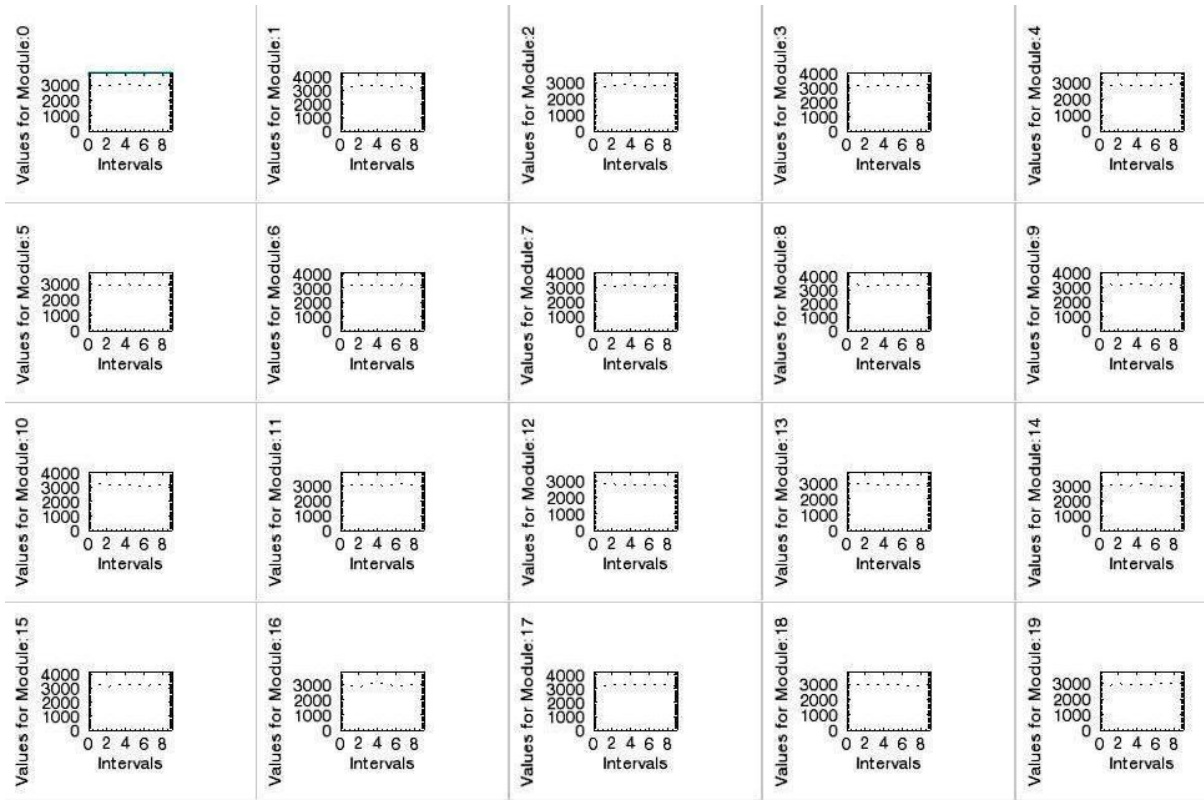 Values for Module:0
3000
2000
1000
0
0 2 4 6 8
Intervals
Values for Module:1
4000
3000
2000
1000
0
0 2 4 6 8
Intervals
Values for Module:2
3000
2000
1000
0
0 2 4 6 8
Intervals
Values for Module:3
4000
3000
2000
1000
0
0 2 4 6 8
Intervals
Values for Module:4
3000
2000
1000
0
0 2 4 6 8
Intervals
Values for Module:5
3000
2000
1000
0
0 2 4 6 8
Intervals
Values for Module:6
4000
3000
2000
1000
0
0 2 4 6 8
Intervals
Values for Module:7
4000
3000
2000
1000
0
0 2 4 6 8
Intervals
Values for Module:8
4000
3000
2000
1000
0
0 2 4 6 8
Intervals
Values for Module:9
4000
3000
2000
1000
0
0 2 4 6 8
Intervals
Values for Module:10
4000
3000
2000
1000
0
0 2 4 6 8
Intervals
Values for Module:11
3000
2000
1000
0
0 2 4 6 8
Intervals
Values for Module:12
3000
2000
1000
0
0 2 4 6 8
Intervals
Values for Module:13
3000
2000
1000
0
0 2 4 6 8
Intervals
Values for Module:14
3000
2000
1000
0
0 2 4 6 8
Intervals
Values for Module:15
4000
3000
2000
1000
0
0 2 4 6 8
Intervals
Values for Module:16
3000
2000
1000
0
0 2 4 6 8
Intervals
Values for Module:17
4000
3000
2000
1000
0
0 2 4 6 8
Intervals
Values for Module:18
3000
2000
1000
0
0 2 4 6 8
Intervals
Values for Module:19
3000
2000
1000
0
0 2 4 6 8
Intervals